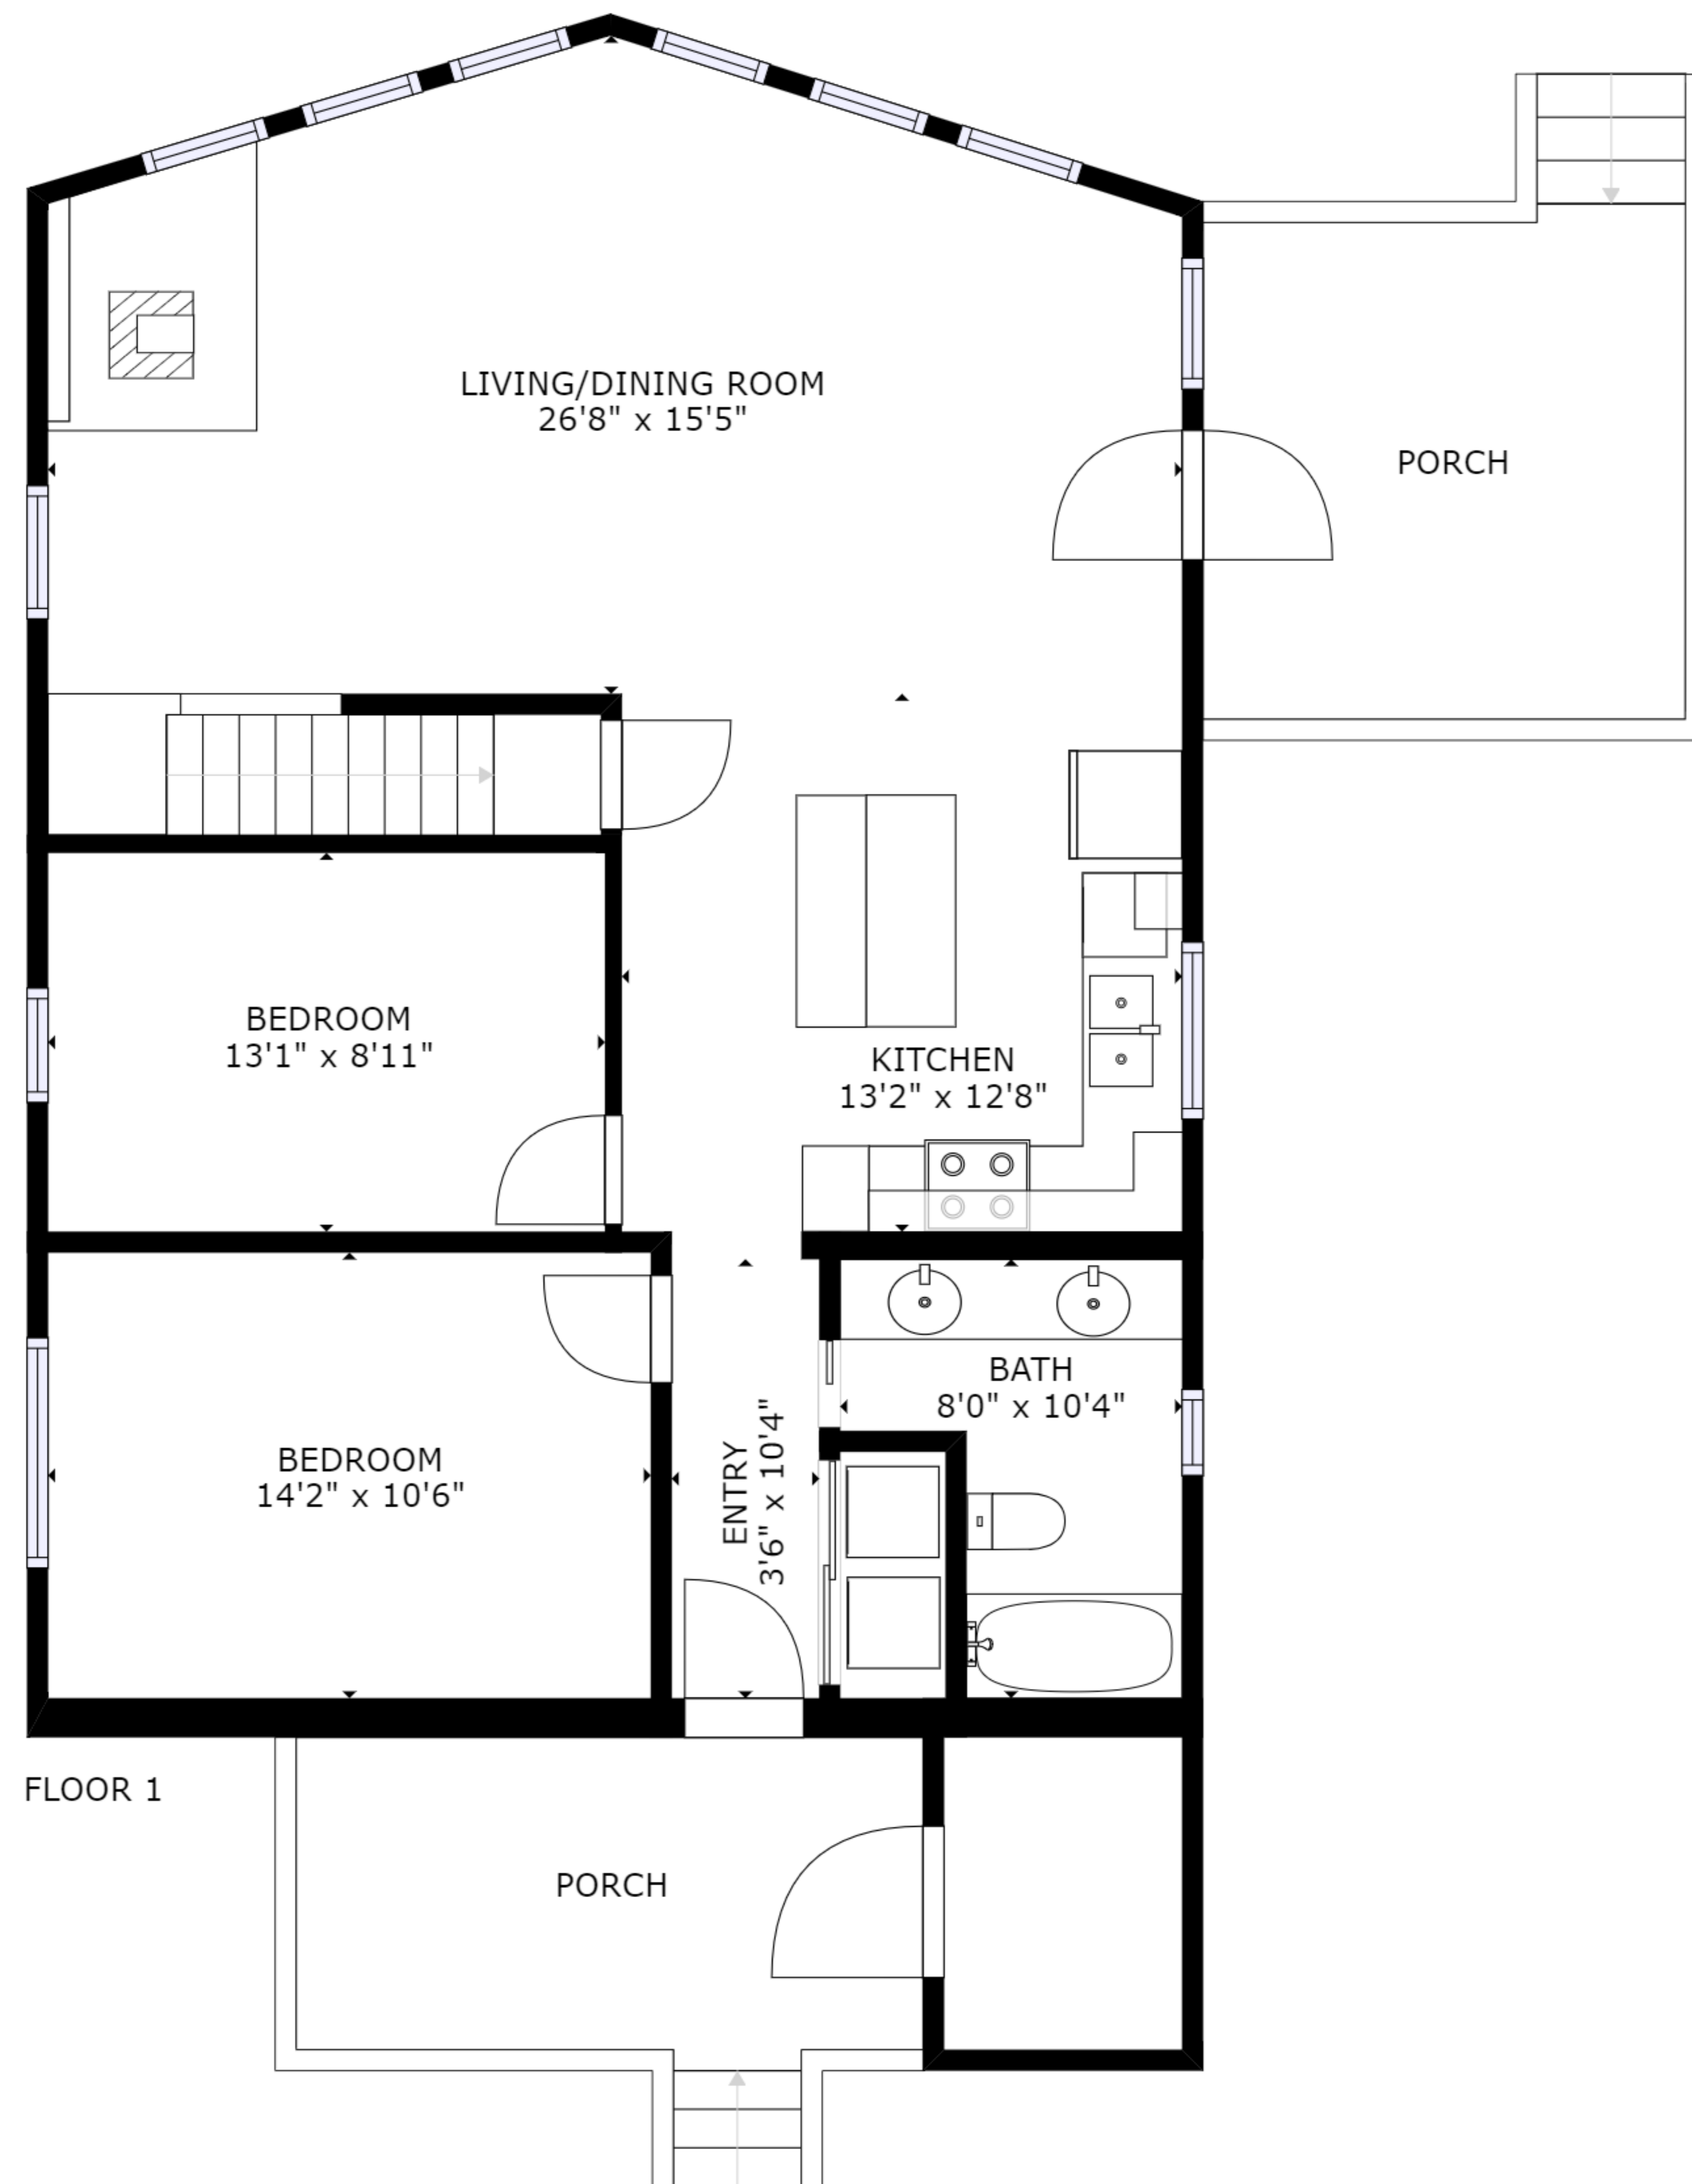 LIVING/DINING ROOM
26'8" x 15'5"
PORCH
BEDROOM
13'1" x 8'11"
KITCHEN
13'2" x 12'8"
BATH
8'0" x 10'4"
BEDROOM
14'2" x 10'6"
ENTRY
3'6" x 10'4"
FLOOR 1
PORCH